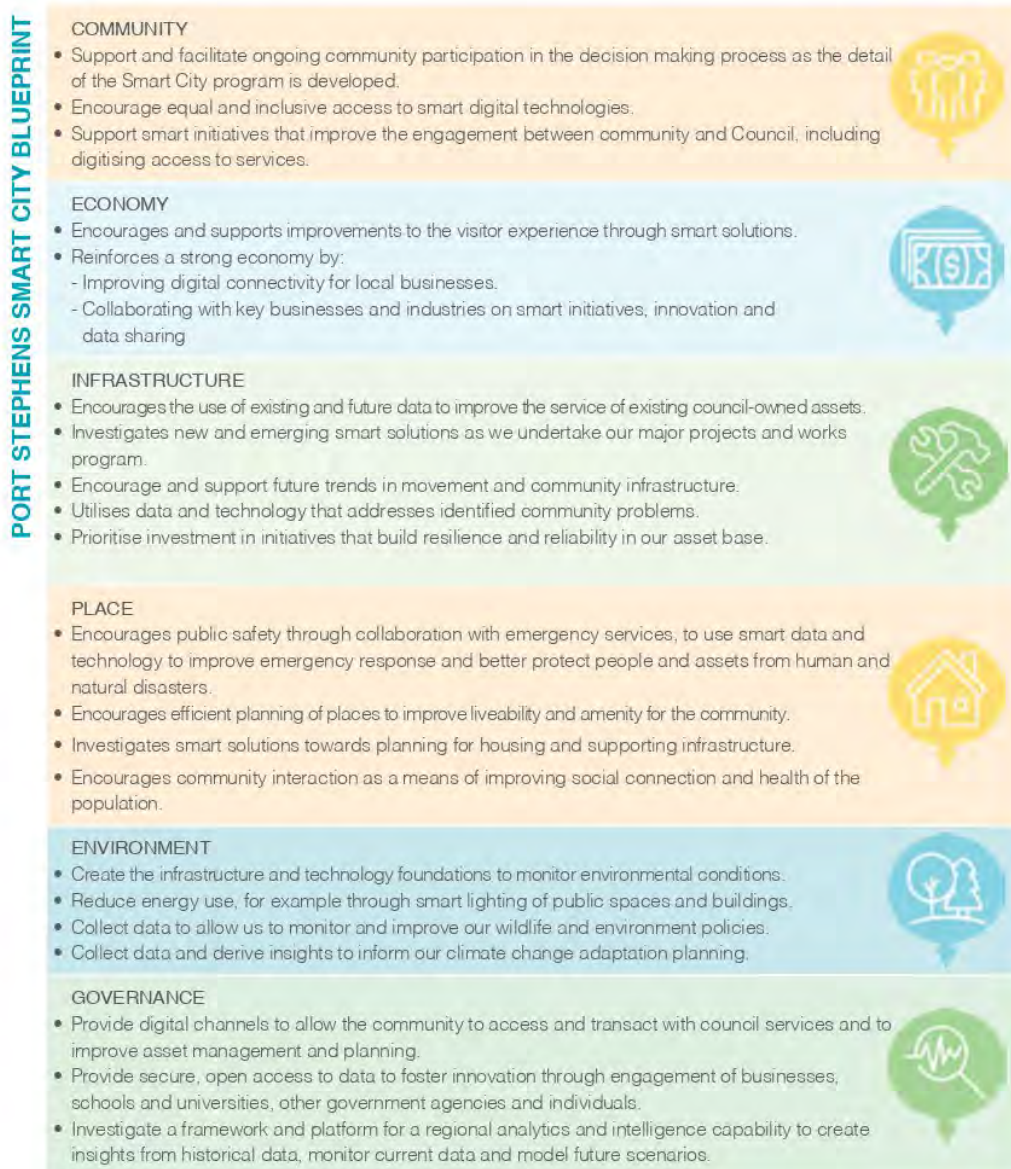 PORT STEPHENS SMART CITY BLUEPRINT
COMMUNITY
• Support and facilitate ongoing community participation in the decision making process as the detail
of the Smart City program is developed.
• Encourage equal and inclusive access to smart digital technologies.
• Support smart initiatives that improve the engagement between community and Council, including
digitising access to services.
ECONOMY
• Encourages and supports improvements to the visitor experience through smart solutions.
• Reinforces a strong economy by:
- Improving digital connectivity for local businesses.
- Collaborating with key businesses and industries on smart initiatives, innovation and
data sharing
INFRASTRUCTURE
• Encourages the use of existing and future data to improve the service of existing council-owned assets.
• Investigates new and emerging smart solutions as we undertake our major projects and works
program.
• Encourage and support future trends in movement and community infrastructure.
• Utilises data and technology that addresses identified community problems.
• Prioritise investment in initiatives that build resilience and reliability in our asset base.
PLACE
• Encourages public safety through collaboration with emergency services, to use smart data and
technology to improve emergency response and better protect people and assets from human and
natural disasters.
• Encourages efficient planning of places to improve liveability and amenity for the community.
• Investigates smart solutions towards planning for housing and supporting infrastructure.
• Encourages community interaction as a means of improving social connection and health of the
population.
ENVIRONMENT
• Create the infrastructure and technology foundations to monitor environmental conditions.
• Reduce energy use, for example through smart lighting of public spaces and buildings.
• Collect data to allow us to monitor and improve our wildlife and environment policies.
• Collect data and derive insights to inform our climate change adaptation planning.
GOVERNANCE
• Provide digital channels to allow the community to access and transact with council services and to
improve asset management and planning.
• Provide secure, open access to data to foster innovation through engagement of businesses,
schools and universities, other government agencies and individuals.
• Investigate a framework and platform for a regional analytics and intelligence capability to create
insights from historical data, monitor current data and model future scenarios.